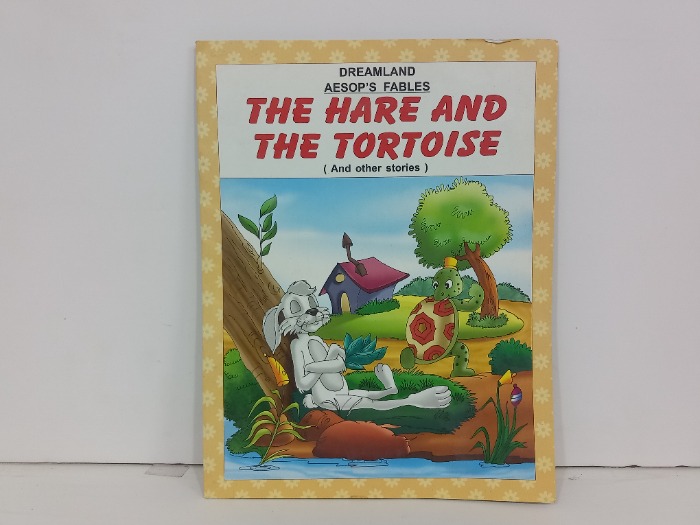 DREAMLAND
AESOP'S FABLES
THE HARE AND
THE TORTOISE
( And other stories )